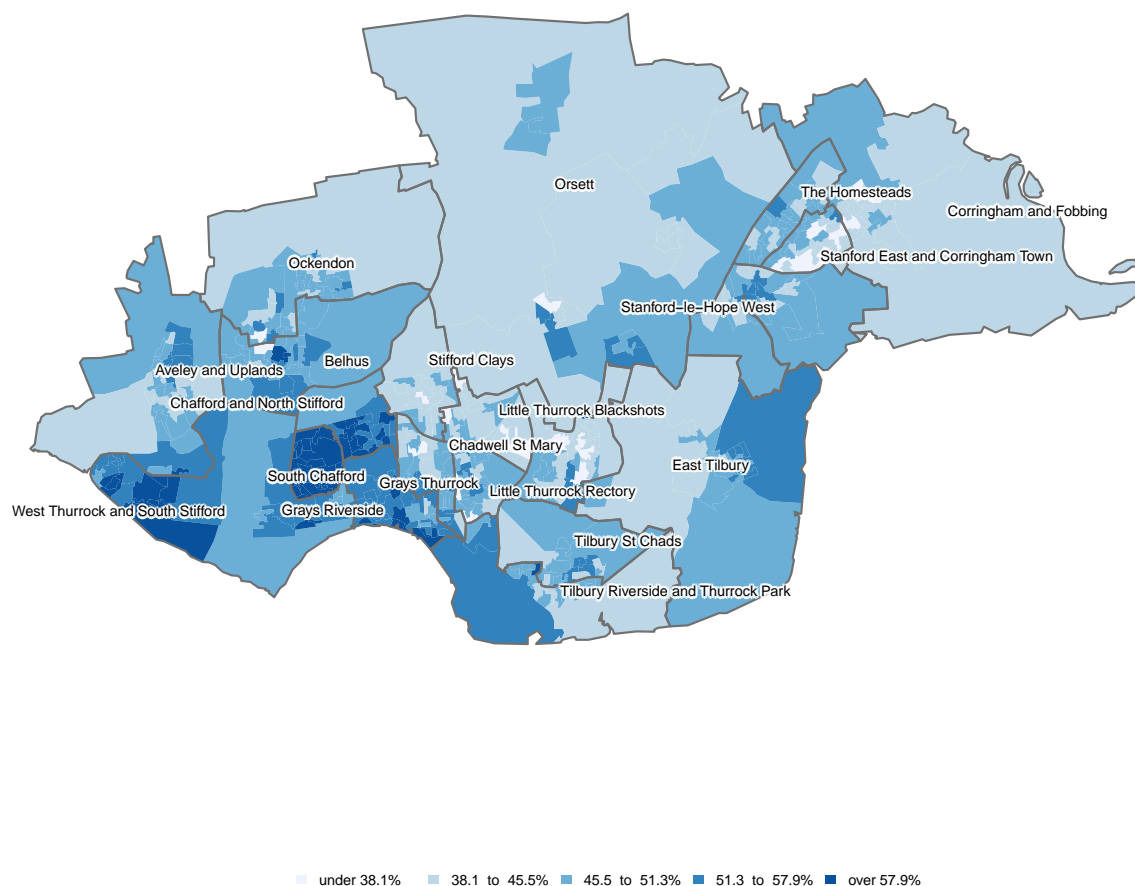 Orsett
The Homesteads
Corringham and Fobbing
Stanford East and Corringham Town
Ockendon
Stanford−le−Hope West
Belhus
Stifford Clays
Aveley and Uplands
Chafford and North Stifford
Little Thurrock Blackshots
Chadwell St Mary
East Tilbury
South Chafford
Grays Thurrock
Little Thurrock Rectory
West Thurrock and South Stifford
Grays Riverside
Tilbury St Chads
Tilbury Riverside and Thurrock Park
under 38.1% 38.1 to 45.5% 45.5 to 51.3% 51.3 to 57.9% over 57.9%